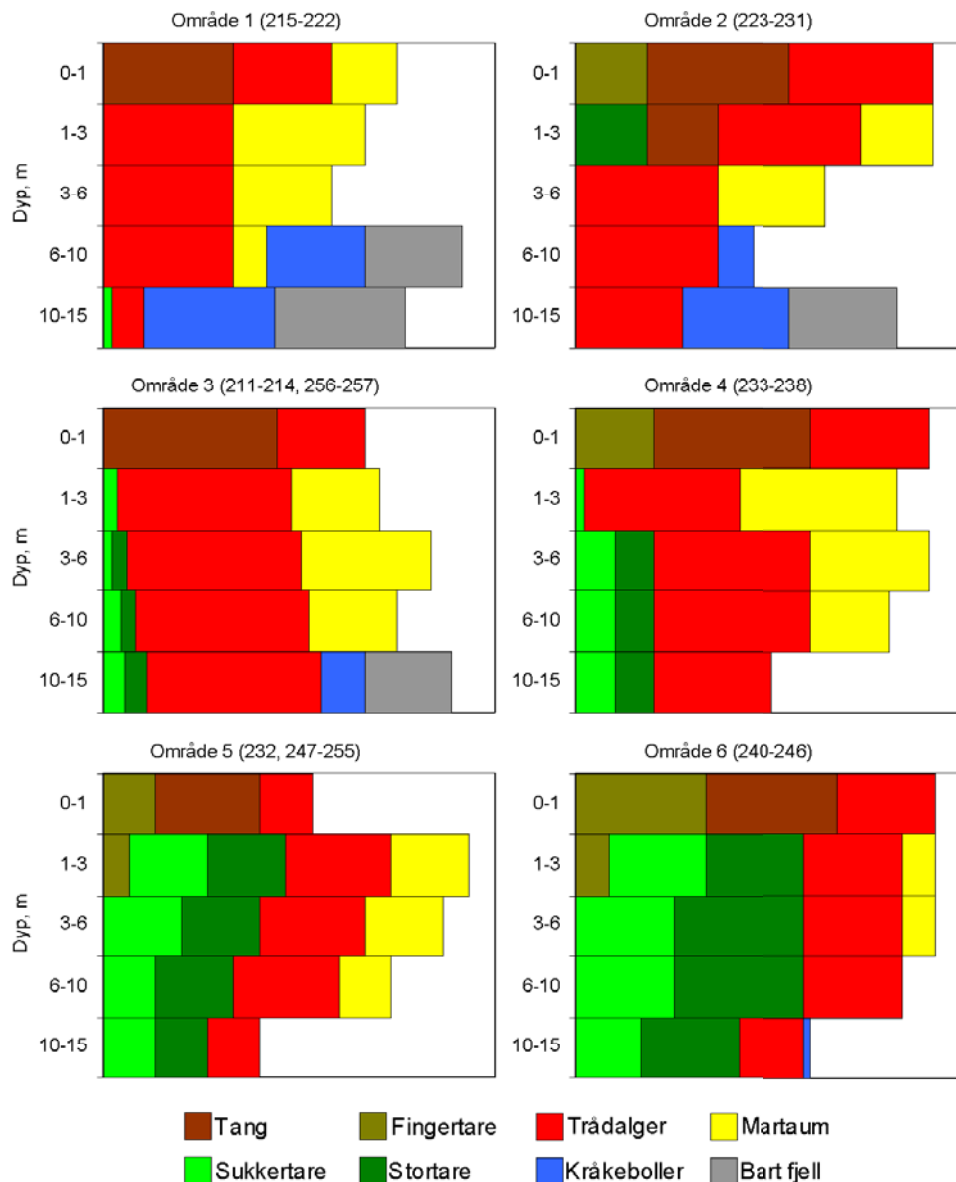 Område 1 (215-222)
Område 2 (223-231)
0-1
1-3
3-6
6-10
10-15
Dyp, m
0-1
1-3
3-6
6-10
10-15
Område 3 (211-214, 256-257)
Område 4 (233-238)
0-1
1-3
3-6
6-10
10-15
Dyp, m
0-1
1-3
3-6
6-10
10-15
Område 5 (232, 247-255)
Område 6 (240-246)
0-1
1-3
3-6
6-10
10-15
Dyp, m
0-1
1-3
3-6
6-10
10-15
Tang
Fingertare
Trådalger
Martaum
Sukkertare
Stortare
Kråkeboller
Bart fjell